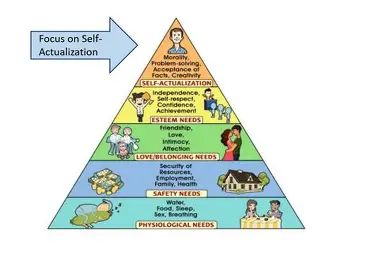 Focus on Self-
Actualization
Morality,
Problem-solving,
Acceptance of
Facts, Creativity
SELF-ACTUALIZATION
Independence,
Self-respect,
Confidence,
Achievement
ESTEEM NEEDS
Friendship,
Love,
Intimacy,
Affection
LOVE/BELONGING NEEDS
Security of
Resources,
Employment,
Family, Health
SAFETY NEEDS
Water,
Food, Sleep,
Sex, Breathing
PHYSIOLOGICAL NEEDS